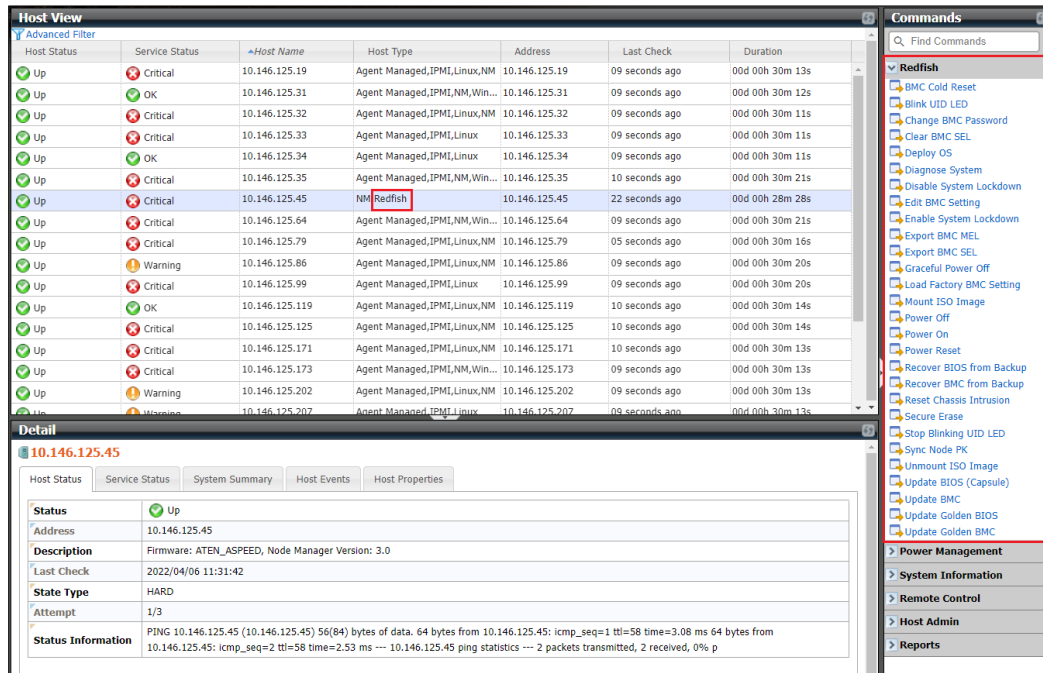 Host View
Advanced Filter
Host Status Service Status Host Name Host Type Address Last Check Duration
Up Critical 10.146.125.19 Agent Managed,IPMI,Linux,NM 10.146.125.19 09 seconds ago 00d 00h 30m 13s
Up OK 10.146.125.31 Agent Managed,IPMI,NM,Win... 10.146.125.31 09 seconds ago 00d 00h 30m 12s
Up Critical 10.146.125.32 Agent Managed,IPMI,Linux,NM 10.146.125.32 09 seconds ago 00d 00h 30m 11s
Up Critical 10.146.125.33 Agent Managed,IPMI,Linux 10.146.125.33 09 seconds ago 00d 00h 30m 11s
Up OK 10.146.125.34 Agent Managed,IPMI,Linux 10.146.125.34 09 seconds ago 00d 00h 30m 11s
Up Critical 10.146.125.35 Agent Managed,IPMI,NM,Win... 10.146.125.35 10 seconds ago 00d 00h 30m 21s
Up Critical 10.146.125.45 NM,Redfish 10.146.125.45 22 seconds ago 00d 00h 28m 28s
Up Critical 10.146.125.64 Agent Managed,IPMI,NM,Win... 10.146.125.64 09 seconds ago 00d 00h 30m 21s
Up Critical 10.146.125.79 Agent Managed,IPMI,Linux,NM 10.146.125.79 05 seconds ago 00d 00h 30m 16s
Up Warning 10.146.125.86 Agent Managed,IPMI,Linux,NM 10.146.125.86 09 seconds ago 00d 00h 30m 20s
Up Critical 10.146.125.99 Agent Managed,IPMI,Linux 10.146.125.99 09 seconds ago 00d 00h 30m 20s
Up OK 10.146.125.119 Agent Managed,IPMI,Linux,NM 10.146.125.119 10 seconds ago 00d 00h 30m 14s
Up Critical 10.146.125.125 Agent Managed,IPMI,Linux,NM 10.146.125.125 10 seconds ago 00d 00h 30m 14s
Up Critical 10.146.125.171 Agent Managed,IPMI,Linux,NM 10.146.125.171 10 seconds ago 00d 00h 30m 13s
Up Critical 10.146.125.173 Agent Managed,IPMI,NM,Win... 10.146.125.173 09 seconds ago 00d 00h 30m 13s
Up Warning 10.146.125.202 Agent Managed,IPMI,Linux,NM 10.146.125.202 09 seconds ago 00d 00h 30m 13s
Up Warning 10.146.125.207 Agent Managed,IPMI,Linux 10.146.125.207 09 seconds ago 00d 00h 30m 13s
Detail
10.146.125.45
Host Status Service Status System Summary Host Events Host Properties
Status Up
Address 10.146.125.45
Description Firmware: ATEN_ASPEED, Node Manager Version: 3.0
Last Check 2022/04/06 11:31:42
State Type HARD
Attempt 1/3
Status Information PING 10.146.125.45 (10.146.125.45) 56(84) bytes of data. 64 bytes from 10.146.125.45: icmp_seq=1 ttl=58 time=3.08 ms 64 bytes from
10.146.125.45: icmp_seq=2 ttl=58 time=2.53 ms --- 10.146.125.45 ping statistics --- 2 packets transmitted, 2 received, 0% p
Commands
Find Commands
Redfish
BMC Cold Reset
Blink UID LED
Change BMC Password
Clear BMC SEL
Deploy OS
Diagnose System
Disable System Lockdown
Edit BMC Setting
Enable System Lockdown
Export BMC MEL
Export BMC SEL
Graceful Power Off
Load Factory BMC Setting
Mount ISO Image
Power Off
Power On
Power Reset
Recover BIOS from Backup
Recover BMC from Backup
Reset Chassis Intrusion
Secure Erase
Stop Blinking UID LED
Sync Node PK
Unmount ISO Image
Update BIOS (Capsule)
Update BMC
Update Golden BIOS
Update Golden BMC
Power Management
System Information
Remote Control
Host Admin
Reports